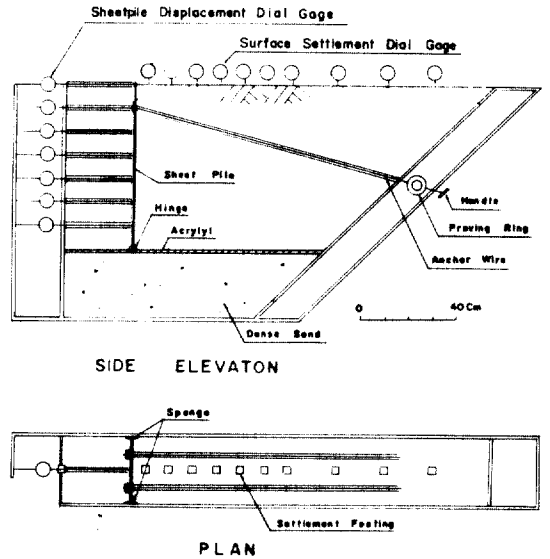 Sheetpile Displacement Dial Gage
Surface Settlement Dial Gage
Sheet Pile
Handle
Hinge
Proving Ring
Acrylyl
Anchor Wire
0 40Cm
Dense Sand
SIDE ELEVATON
Sponge
Settlement Footing
PLAN